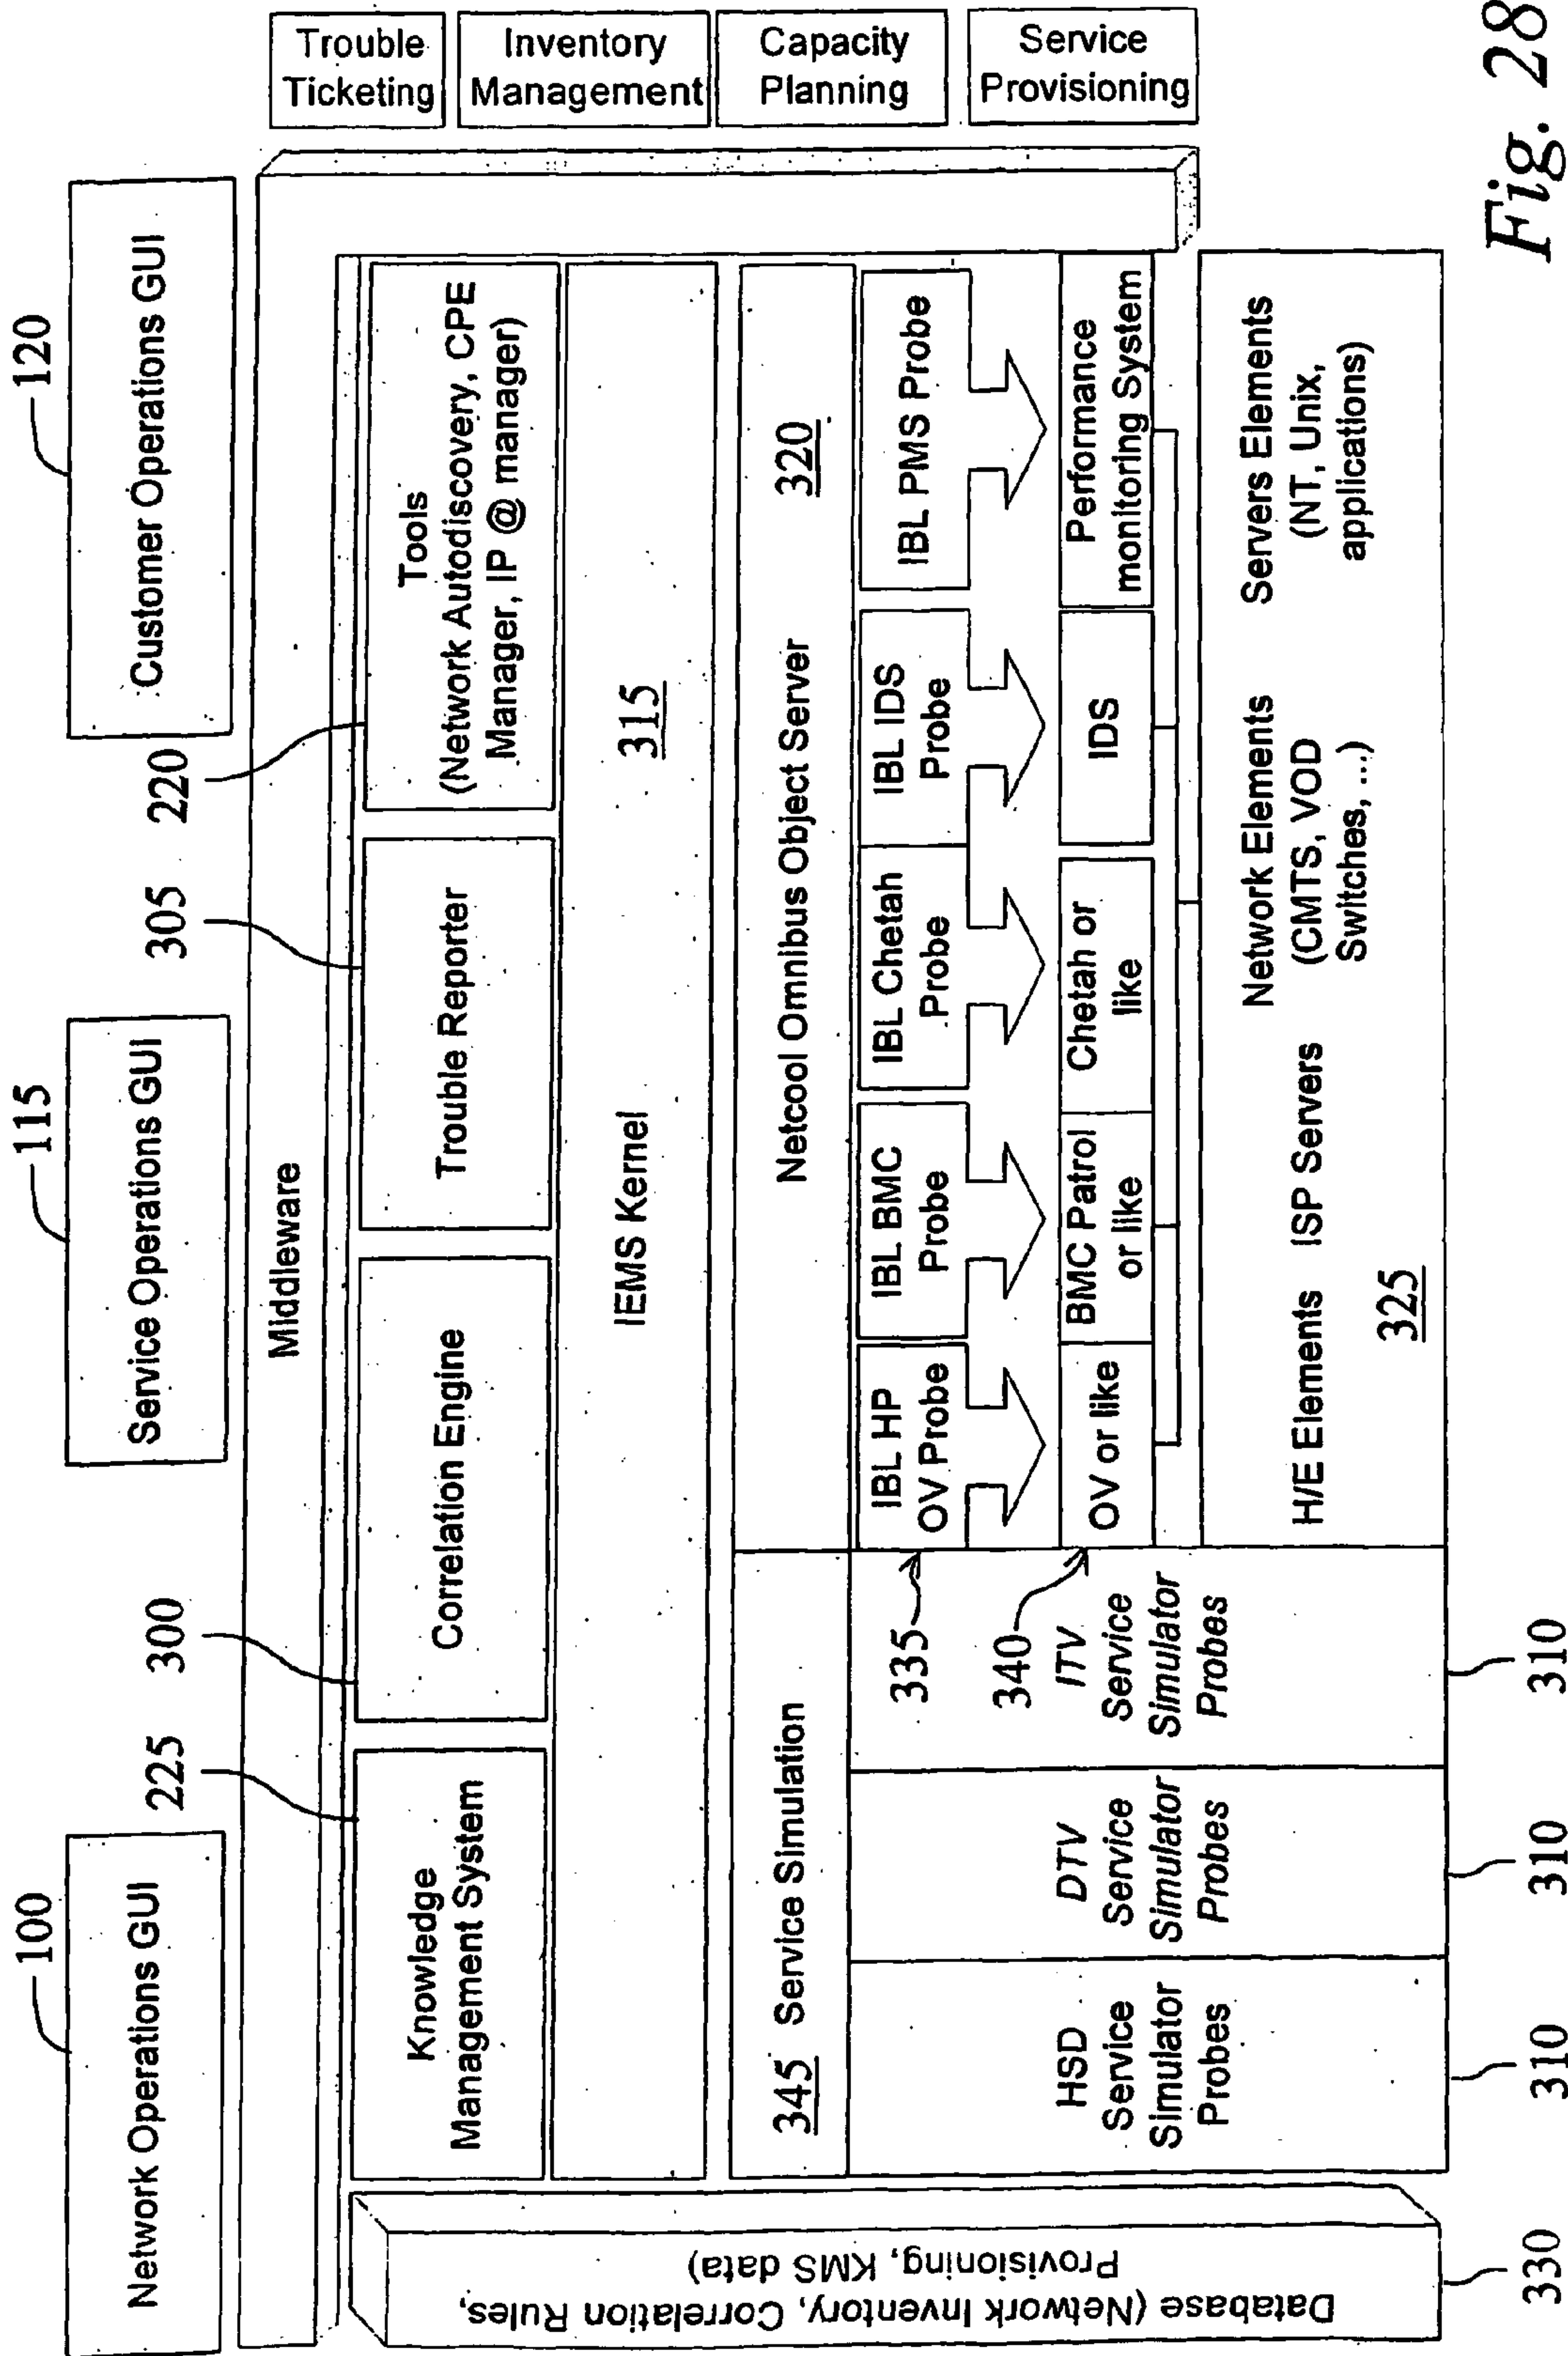 100
Network Operations GUI
115
Service Operations GUI
120
Customer Operations GUI
Middleware
225
300
305
220
Knowledge
Management System
Correlation Engine
Trouble Reporter
Tools
(Network Autodiscovery, CPE
Manager, IP @ manager)
IEMS Kernel
315
345
Service Simulation
Netcool Omnibus Object Server
320
HSD
Service
Simulator
Probes
DTV
Service
Simulator
Probes
335
340
ITV
Service
Simulator
Probes
IBL HP
OV Probe
IBL BMC
Probe
IBL Chetah
Probe
IBL IDS
Probe
IBL PMS Probe
OV or like
BMC Patrol
or like
Chetah or
like
IDS
Performance
monitoring System
H/E Elements
ISP Servers
Network Elements
(CMTS, VOD
Switches, ...)
Servers Elements
(NT, Unix,
applications)
325
Database (Network Inventory, Correlation Rules,
Provisioning, KMS data)
330
310
310
310
Trouble
Ticketing
Inventory
Management
Capacity
Planning
Service
Provisioning
Fig. 28